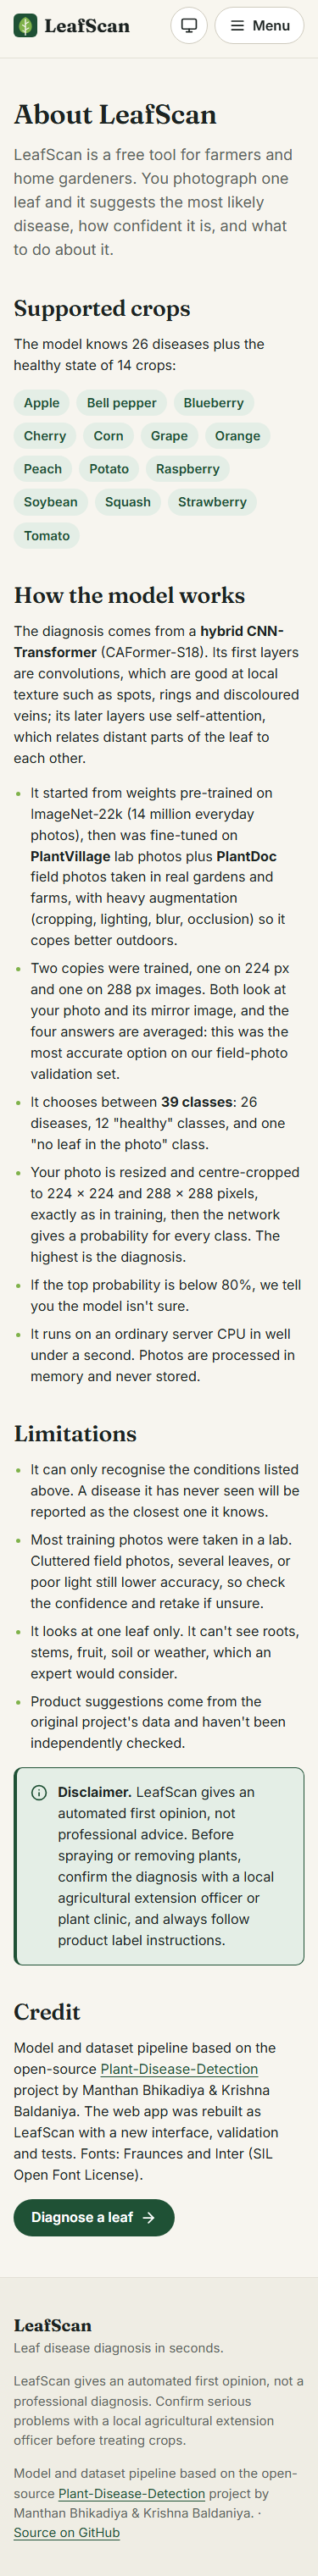 LeafScan
Menu
About LeafScan
LeafScan is a free tool for farmers and
home gardeners. You photograph one
leaf and it suggests the most likely
disease, how confident it is, and what
to do about it.
Supported crops
The model knows 26 diseases plus the
healthy state of 14 crops:
Apple Bell pepper Blueberry
Cherry Corn Grape Orange
Peach Potato Raspberry
Soybean Squash Strawberry
Tomato
How the model works
The diagnosis comes from a hybrid CNN-
Transformer (CAFormer-S18). Its first layers
are convolutions, which are good at local
texture such as spots, rings and discoloured
veins; its later layers use self-attention,
which relates distant parts of the leaf to
each other.
• It started from weights pre-trained on
ImageNet-22k (14 million everyday
photos), then was fine-tuned on
PlantVillage lab photos plus PlantDoc
field photos taken in real gardens and
farms, with heavy augmentation
(cropping, lighting, blur, occlusion) so it
copes better outdoors.
• Two copies were trained, one on 224 px
and one on 288 px images. Both look at
your photo and its mirror image, and the
four answers are averaged: this was the
most accurate option on our field-photo
validation set.
• It chooses between 39 classes: 26
diseases, 12 "healthy" classes, and one
"no leaf in the photo" class.
• Your photo is resized and centre-cropped
to 224 × 224 and 288 × 288 pixels,
exactly as in training, then the network
gives a probability for every class. The
highest is the diagnosis.
• If the top probability is below 80%, we tell
you the model isn't sure.
• It runs on an ordinary server CPU in well
under a second. Photos are processed in
memory and never stored.
Limitations
• It can only recognise the conditions listed
above. A disease it has never seen will be
reported as the closest one it knows.
• Most training photos were taken in a lab.
Cluttered field photos, several leaves, or
poor light still lower accuracy, so check
the confidence and retake if unsure.
• It looks at one leaf only. It can't see roots,
stems, fruit, soil or weather, which an
expert would consider.
• Product suggestions come from the
original project's data and haven't been
independently checked.
Disclaimer. LeafScan gives an
automated first opinion, not
professional advice. Before
spraying or removing plants,
confirm the diagnosis with a local
agricultural extension officer or
plant clinic, and always follow
product label instructions.
Credit
Model and dataset pipeline based on the
open-source Plant-Disease-Detection
project by Manthan Bhikadiya & Krishna
Baldaniya. The web app was rebuilt as
LeafScan with a new interface, validation
and tests. Fonts: Fraunces and Inter (SIL
Open Font License).
Diagnose a leaf →
LeafScan
Leaf disease diagnosis in seconds.
LeafScan gives an automated first opinion, not a
professional diagnosis. Confirm serious
problems with a local agricultural extension
officer before treating crops.
Model and dataset pipeline based on the open-
source Plant-Disease-Detection project by
Manthan Bhikadiya & Krishna Baldaniya. ·
Source on GitHub